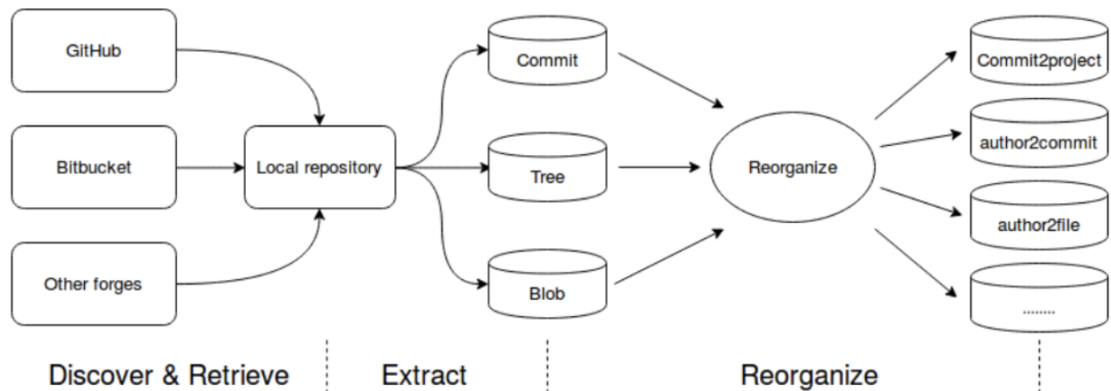 GitHub
Bitbucket
Other forges
Local repository
Commit
Tree
Blob
Reorganize
Commit2project
author2commit
author2file
........
Discover & Retrieve
Extract
Reorganize